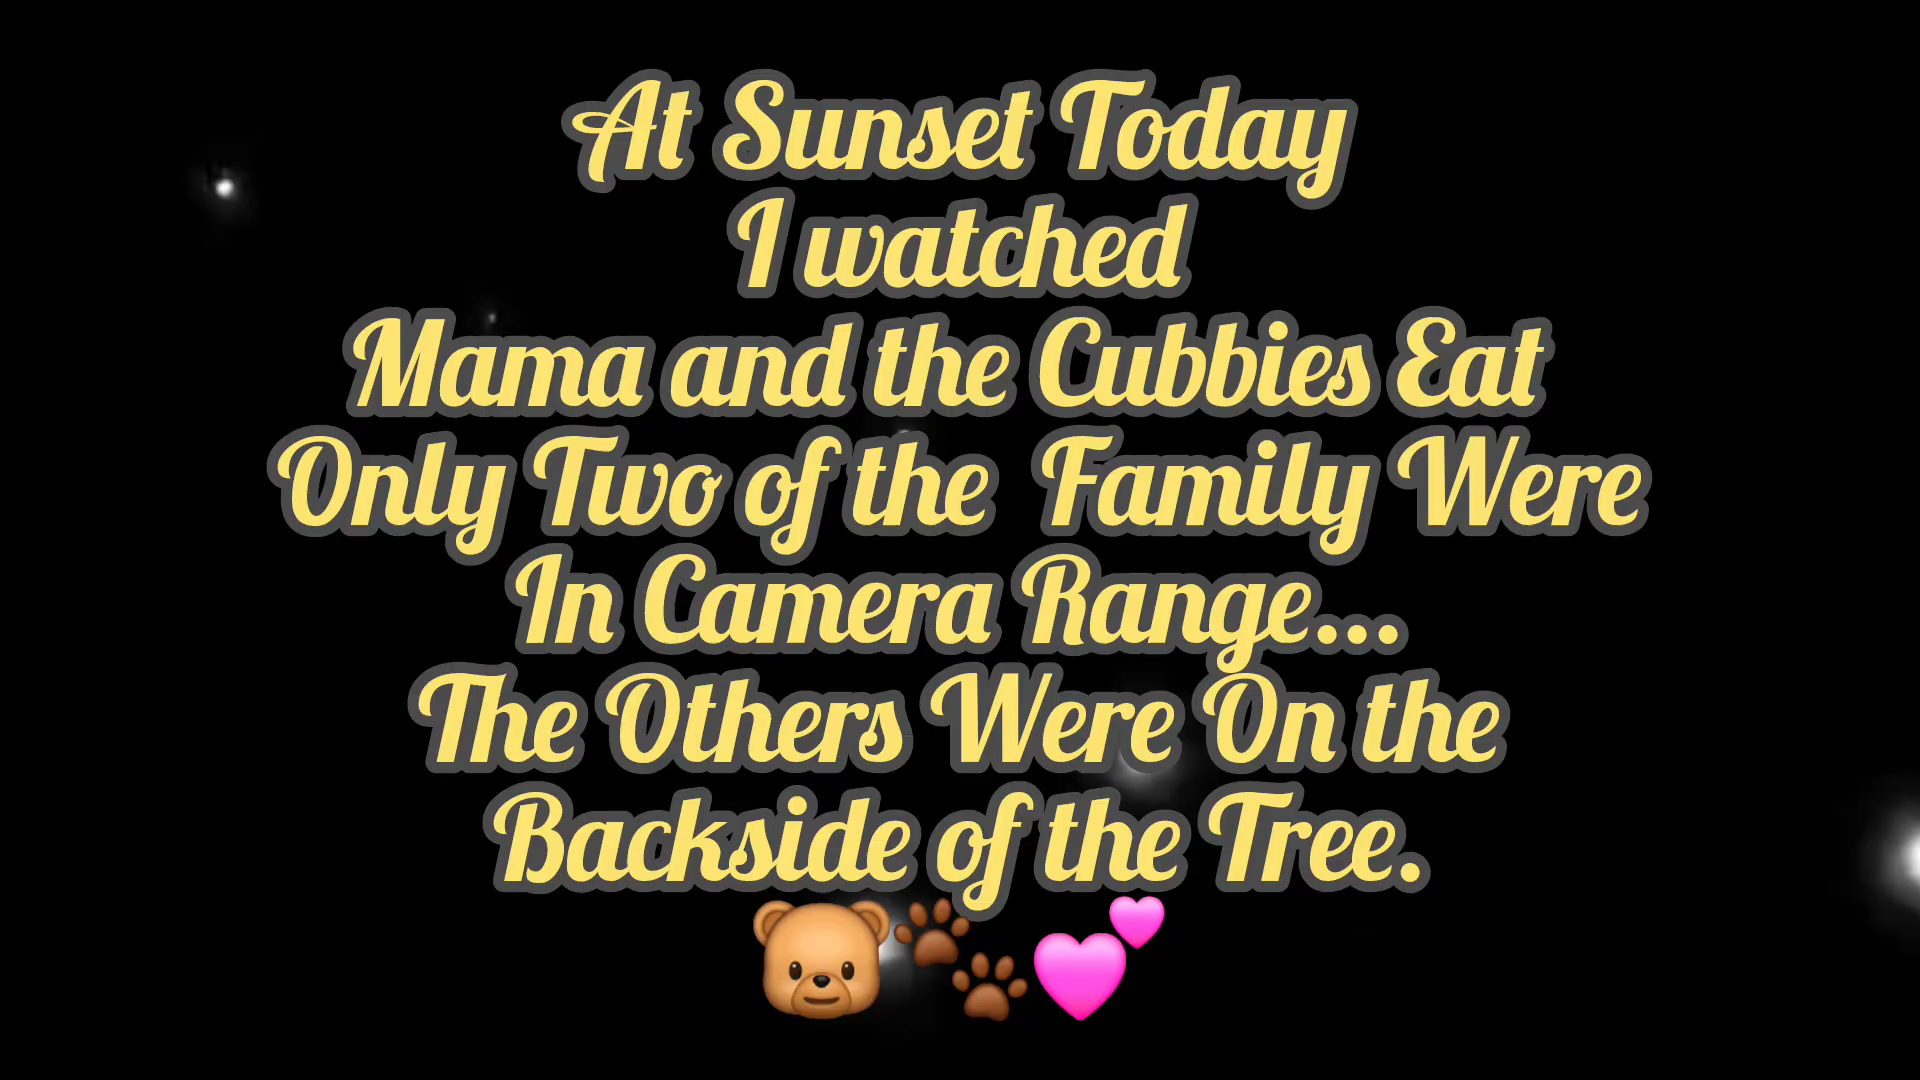 At Sunset Today
I watched
Mama and the Cubbies Eat
Only Two of the Family Were
In Camera Range...
The Others Were On the
Backside of the Tree.
🐻🐾💕